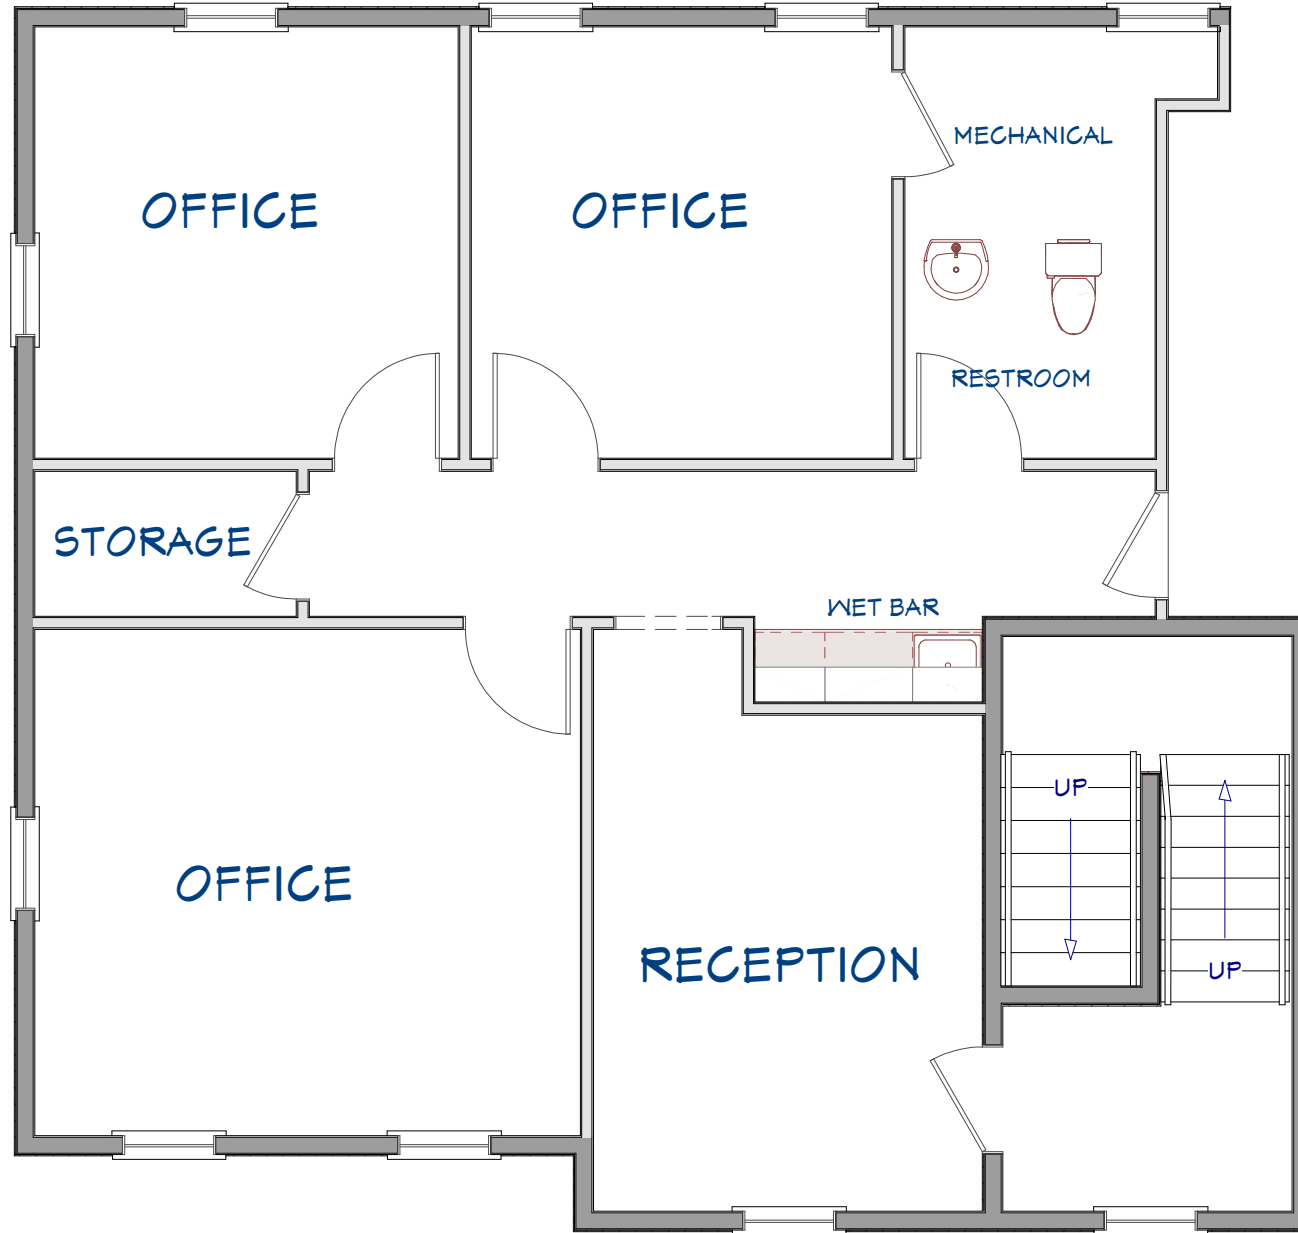 MECHANICAL
OFFICE
OFFICE
RESTROOM
STORAGE
WET BAR
UP
OFFICE
RECEPTION
UP